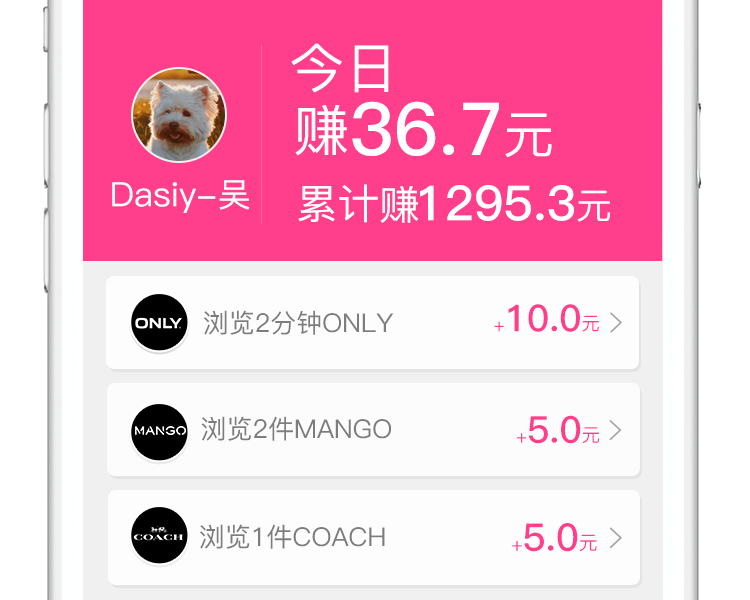 今日
赚36.7元
Dasiy-吴
累计赚1295.3元
ONLY
浏览2分钟ONLY
+10.0元
MANGO
浏览2件MANGO
+5.0元
COACH
浏览1件COACH
+5.0元